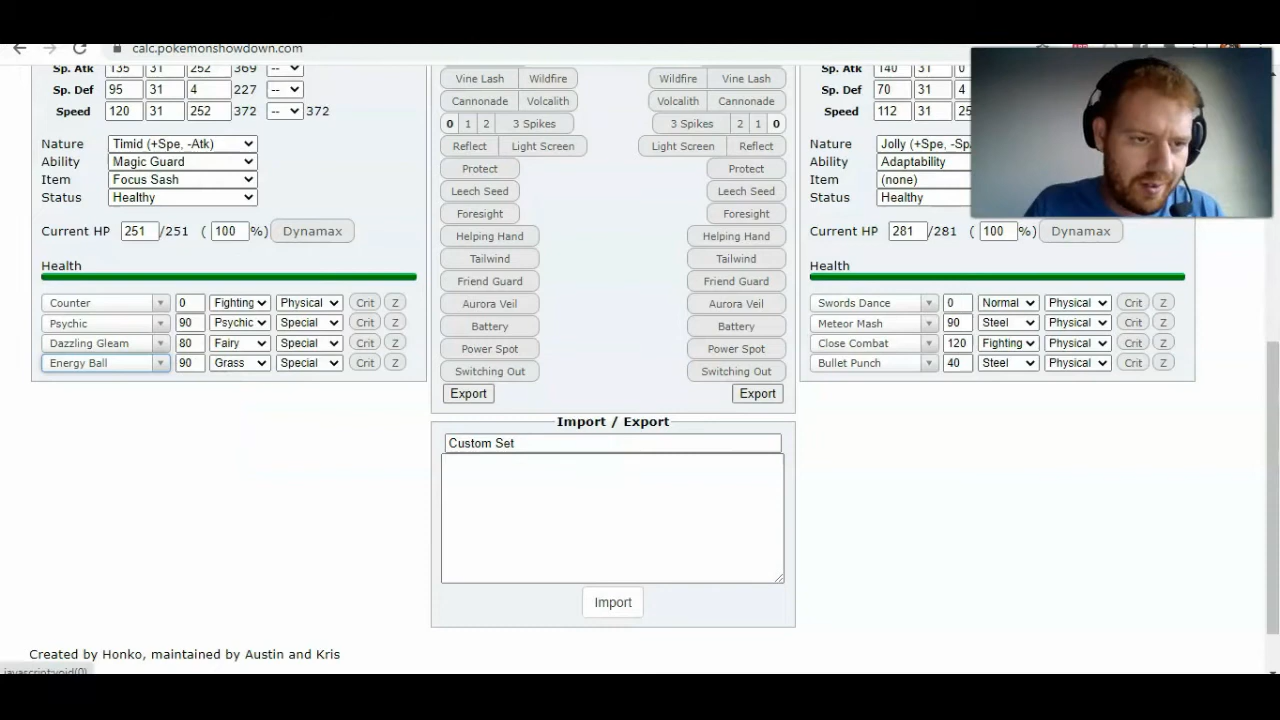 calc.pokemonshowdown.com
Sp. Atk 135 31 252 369 --
Sp. Def 95 31 4 227 --
Speed 120 31 252 372 -- 372
Nature Timid (+Spe, -Atk)
Ability Magic Guard
Item Focus Sash
Status Healthy
Current HP 251 /251 ( 100 %) Dynamax
Health
Counter 0 Fighting Physical Crit Z
Psychic 90 Psychic Special Crit Z
Dazzling Gleam 80 Fairy Special Crit Z
Energy Ball 90 Grass Special Crit Z
Vine Lash Wildfire Wildfire Vine Lash
Cannonade Volcalith Volcalith Cannonade
0 1 2 3 Spikes 3 Spikes 2 1 0
Reflect Light Screen Light Screen Reflect
Protect Protect
Leech Seed Leech Seed
Foresight Foresight
Helping Hand Helping Hand
Tailwind Tailwind
Friend Guard Friend Guard
Aurora Veil Aurora Veil
Battery Battery
Power Spot Power Spot
Switching Out Switching Out
Export Export
Import / Export
Custom Set
Import
Sp. Atk 140 31 0
Sp. Def 70 31 4
Speed 112 31
Nature Jolly (+Spe, -Sp
Ability Adaptability
Item (none)
Status Healthy
Current HP 281 /281 ( 100 %) Dynamax
Health
Swords Dance 0 Normal Physical Crit Z
Meteor Mash 90 Steel Physical Crit Z
Close Combat 120 Fighting Physical Crit Z
Bullet Punch 40 Steel Physical Crit Z
Created by Honko, maintained by Austin and Kris
javascript:void(0)